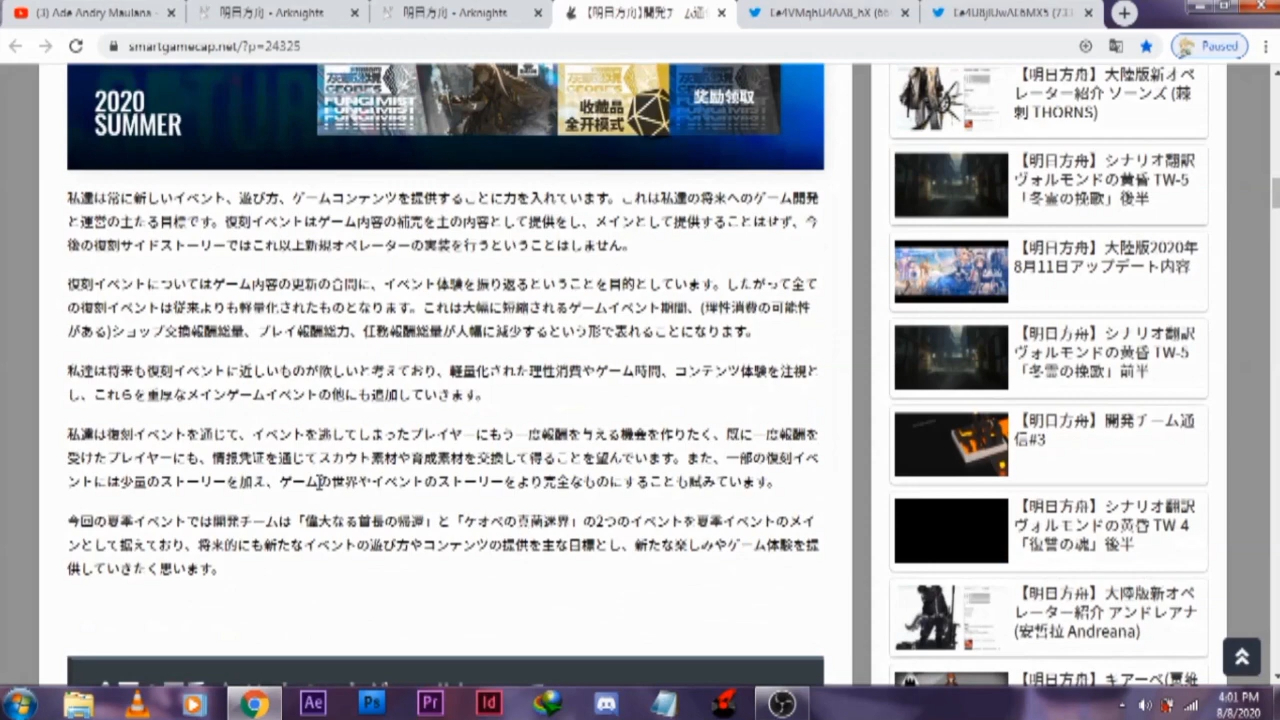 (3) Ade Andry Maulana -
明日方舟 - Arknights
明日方舟 - Arknights
【明日方舟】開発チーム通
smartgamecap.net/?p=24325
Paused
2020
SUMMER
FUNGIMIST
收藏品
全开模式
奖励领取
私達は常に新しいイベント、遊び方、ゲームコンテンツを提供することに力を入れています。これは私達の将来へのゲーム開発
と運営の主たる目標です。復刻イベントはゲーム内容の補完を主の内容として提供をし、メインとして提供することはせず、今
後の復刻サイドストーリーではこれ以上新規オペレーターの実装を行うということはしません。
復刻イベントについてはゲーム内容の更新の合間に、イベント体験を振り返るということを目的としています。したがって全て
の復刻イベントは従来よりも軽量化されたものとなります。これは大幅に短縮されるゲームイベント期間、(理性消費の可能性
がある)ショップ交換報酬総量、プレイ報酬総力、任務報酬総量が大幅に減少するという形で表れることになります。
私達は将来も復刻イベントに近しいものが欲しいと考えており、軽量化された理性消費やゲーム時間、コンテンツ体験を注視と
し、これらを重厚なメインゲームイベントの他にも追加していきます。
私達は復刻イベントを通じて、イベントを逃してしまったプレイヤーにもう一度報酬を与える機会を作りたく、既に一度報酬を
受けたプレイヤーにも、情報凭证を通じてスカウト素材や育成素材を交換して得ることを望んでいます。また、一部の復刻イベ
ントには少量のストーリーを加え、ゲームの世界やイベントのストーリーをより完全なものにすることも試みています。
今回の夏季イベントでは開発チームは「偉大なる首長の帰還」と「ケオベの真菌迷界」の2つのイベントを夏季イベントのメイ
ンとして据えており、将来的にも新たなイベントの遊び方やコンテンツの提供を主な目標とし、新たな楽しみやゲーム体験を提
供していきたく思います。
【明日方舟】大陸版新オペ
レーター紹介 ソーンズ (棘
刺 THORNS)
【明日方舟】シナリオ翻訳
ヴォルモンドの黄昏 TW-5
「冬霊の挽歌」後半
【明日方舟】大陸版2020年
8月11日アップデート内容
【明日方舟】シナリオ翻訳
ヴォルモンドの黄昏 TW-5
「冬霊の挽歌」前半
【明日方舟】開発チーム通
信#3
【明日方舟】シナリオ翻訳
ヴォルモンドの黄昏 TW-4
「復讐の魂」後半
【明日方舟】大陸版新オペ
レーター紹介 アンドレアナ
(安哲拉 Andreana)
Ae
Ps
Pr
Id
4:01 PM
8/8/2020